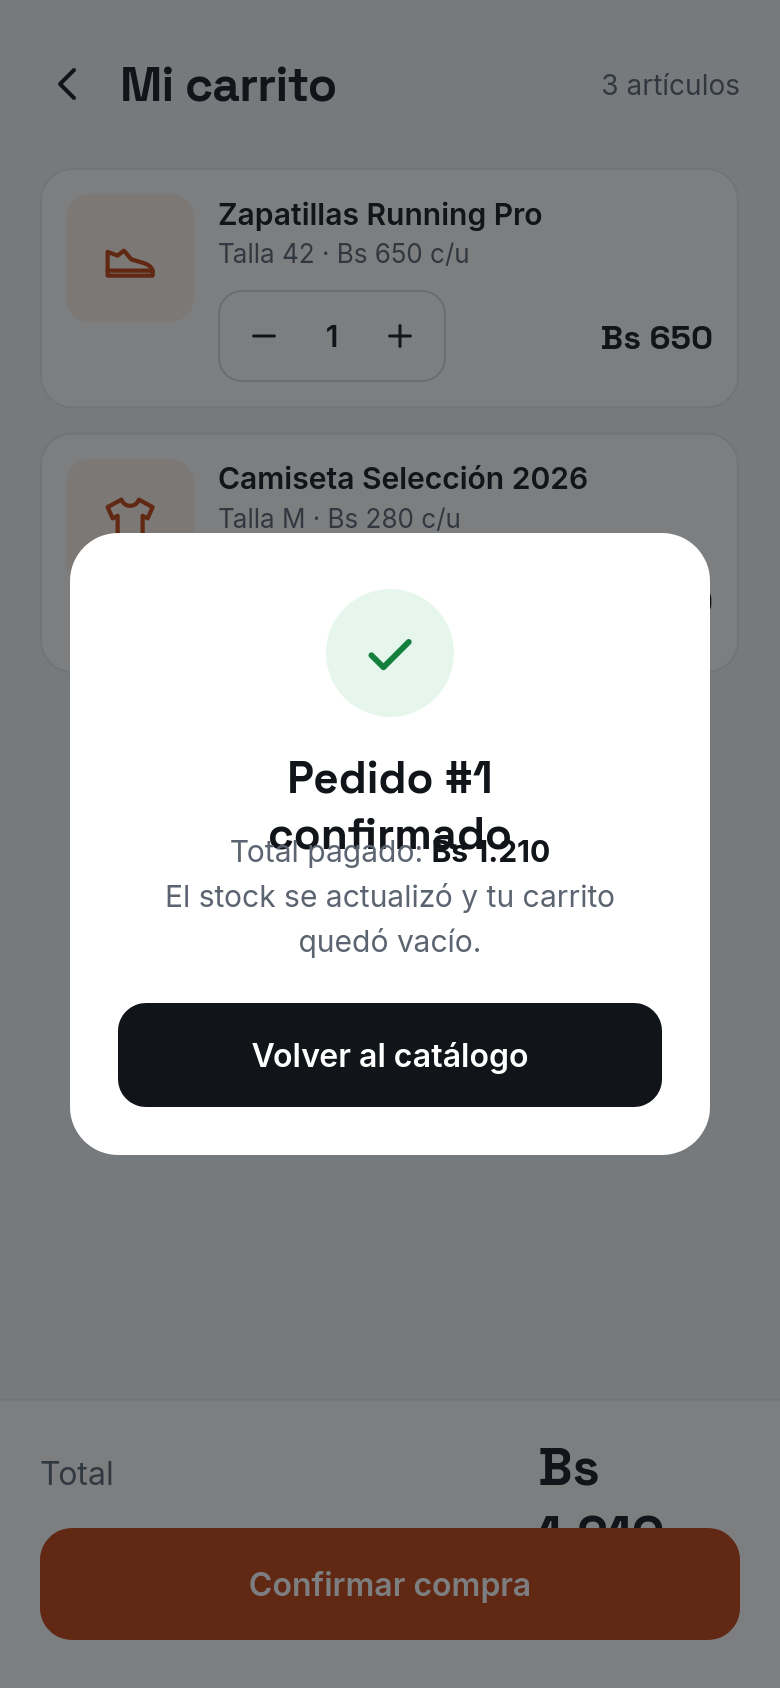 Mi carrito
3 artículos
Zapatillas Running Pro
Talla 42 · Bs 650 c/u
1
Bs 650
Camiseta Selección 2026
Talla M · Bs 280 c/u
Pedido #1
confirmado
Total pagado: Bs 1.210
El stock se actualizó y tu carrito
quedó vacío.
Volver al catálogo
Total
Bs
Confirmar compra